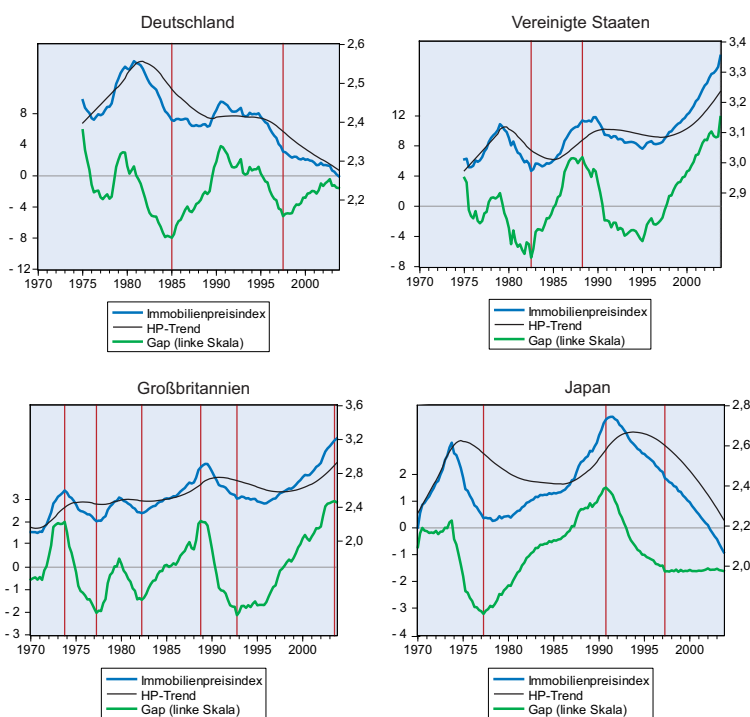 Deutschland
2,6
2,5
2,4
2,3
2,2
8
4
0
- 4
- 8
- 12
1970 1975 1980 1985 1990 1995 2000
Immobilienpreisindex
HP-Trend
Gap (linke Skala)
Vereinigte Staaten
3,4
3,3
3,2
3,1
3,0
2,9
12
8
4
0
- 4
- 8
1970 1975 1980 1985 1990 1995 2000
Immobilienpreisindex
HP-Trend
Gap (linke Skala)
Großbritannien
3,6
3,2
2,8
2,4
2,0
3
2
1
0
- 1
- 2
- 3
1970 1975 1980 1985 1990 1995 2000
Immobilienpreisindex
HP-Trend
Gap (linke Skala)
Japan
2,8
2,6
2,4
2,2
2,0
2
1
0
- 1
- 2
- 3
- 4
1970 1975 1980 1985 1990 1995 2000
Immobilienpreisindex
HP-Trend
Gap (linke Skala)